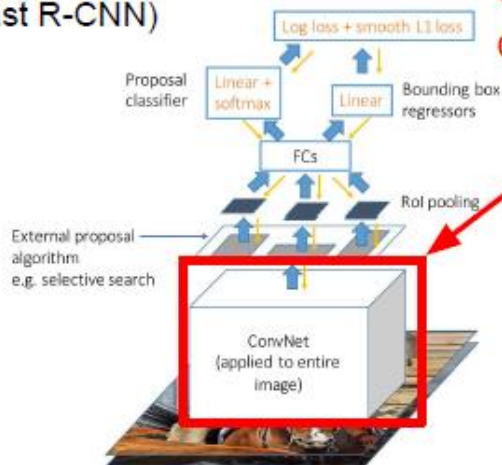 st R-CNN)
Log loss + smooth L1 loss
Proposal
classifier
Linear +
softmax
Linear
Bounding box
regressors
FCs
RoI pooling
External proposal
algorithm
e.g. selective search
ConvNet
(applied to entire
image)